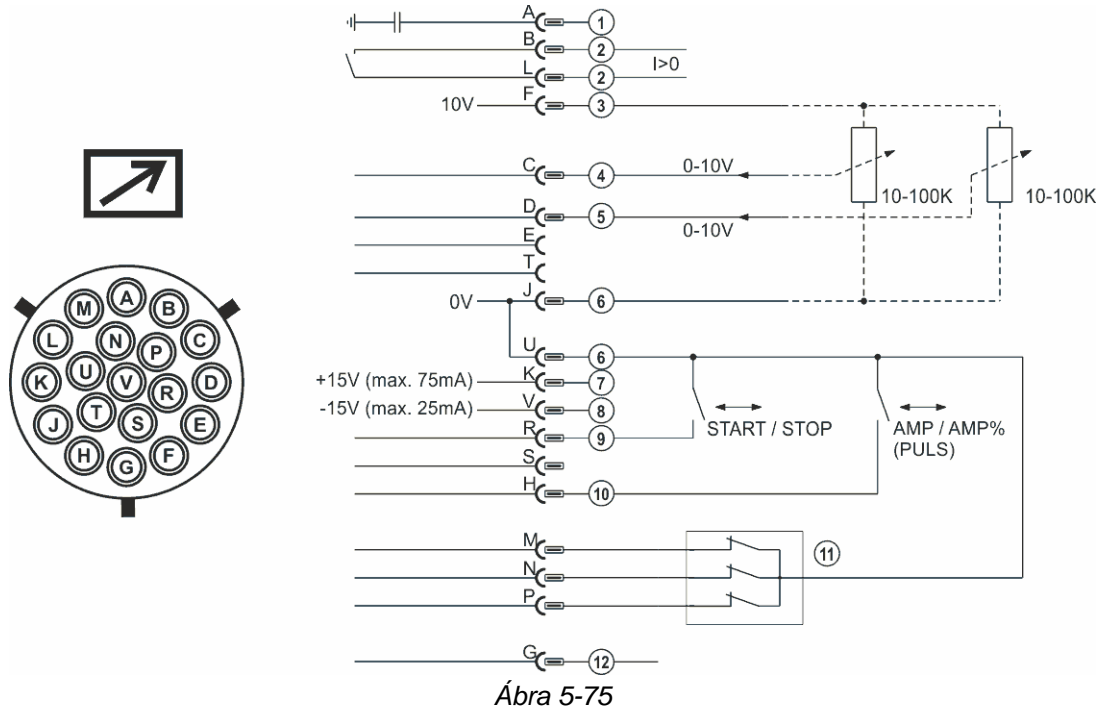 A 1
B 2
I>0
L 2
10V F 3
C 4 0-10V
10-100K 10-100K
D 5
0-10V
E
T
0V J 6
U 6
+15V (max. 75mA) K 7
-15V (max. 25mA) V 8
R 9 START / STOP AMP / AMP%
(PULS)
S
H 10
M
11
N
P
G 12
A
M B
L N P C
K U V R D
J T S E
H G F
Ábra 5-75